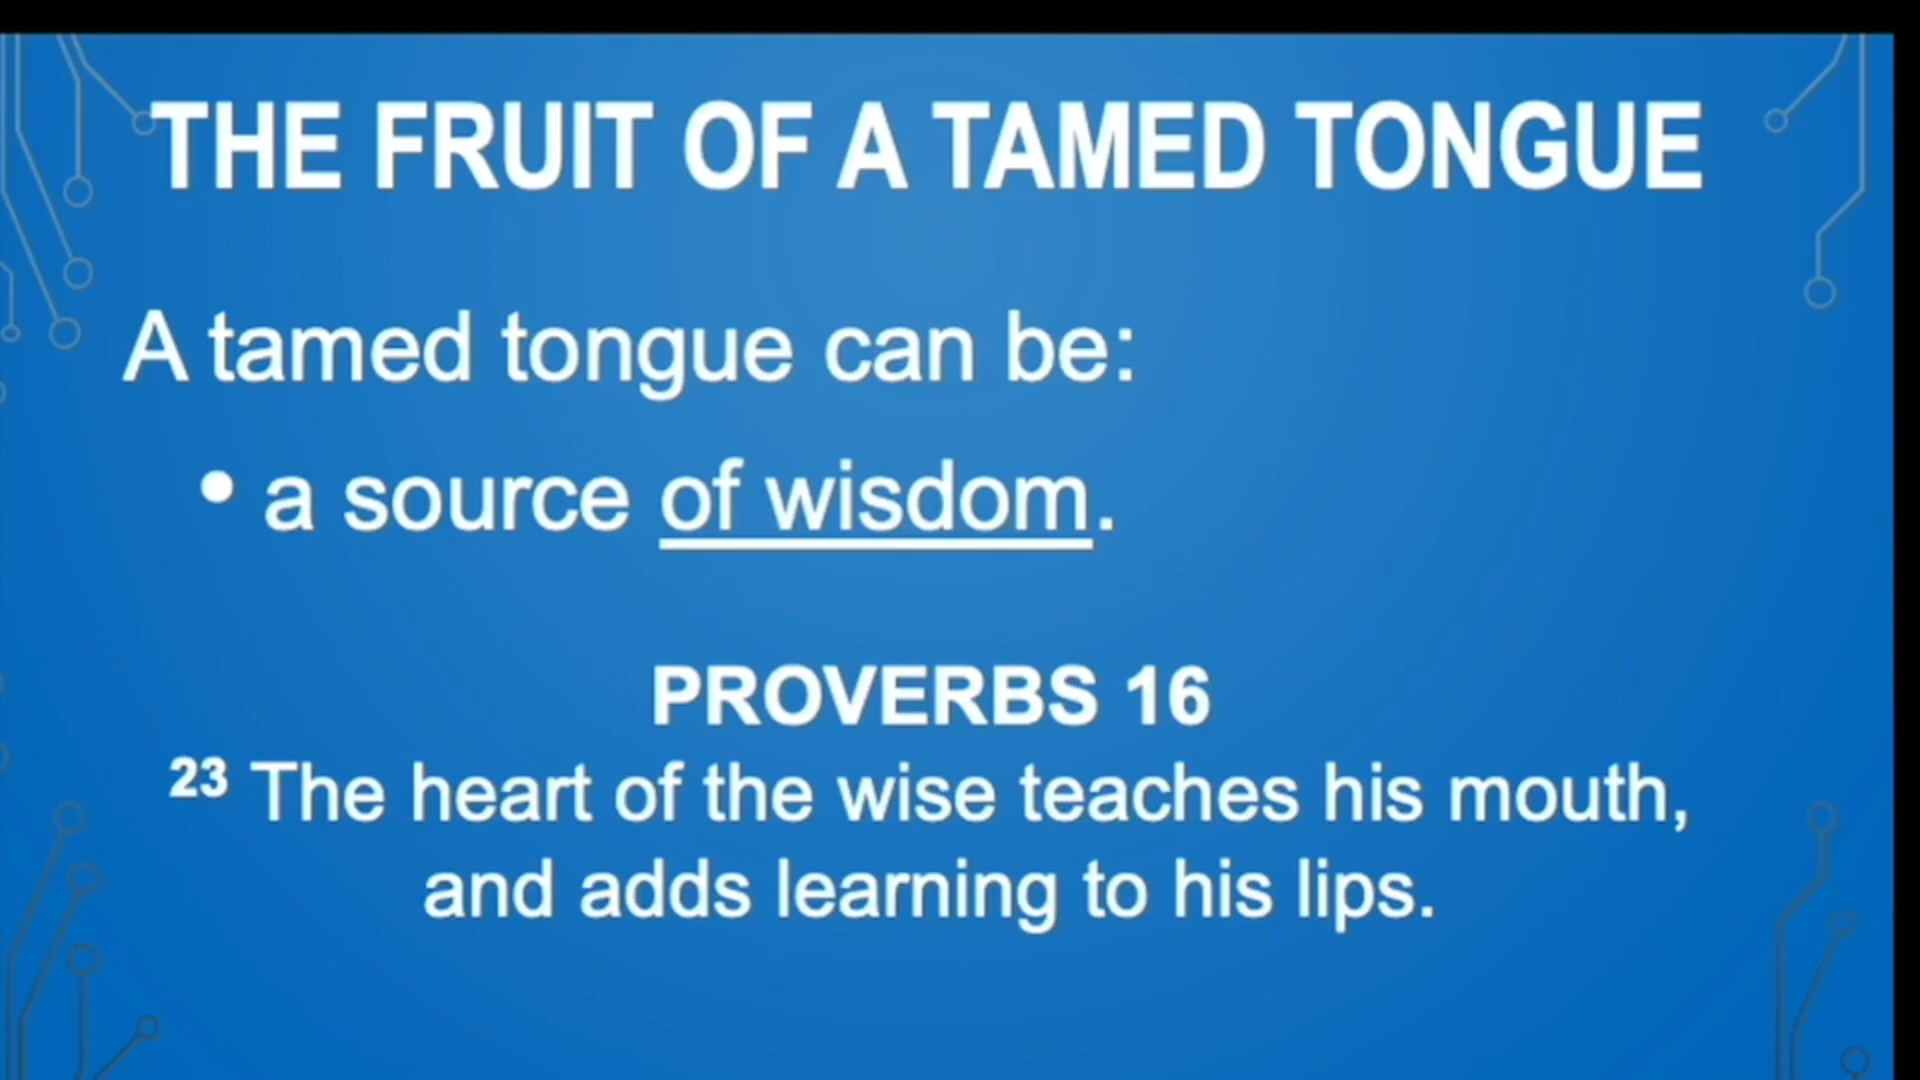 THE FRUIT OF A TAMED TONGUE
A tamed tongue can be:
• a source of wisdom.
PROVERBS 16
23 The heart of the wise teaches his mouth,
and adds learning to his lips.